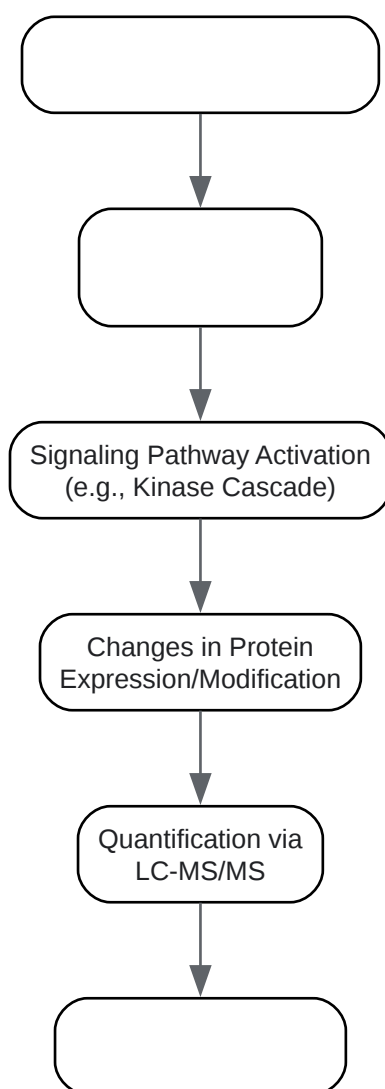 Signaling Pathway Activation
(e.g., Kinase Cascade)
Changes in Protein
Expression/Modification
Quantification via
LC-MS/MS